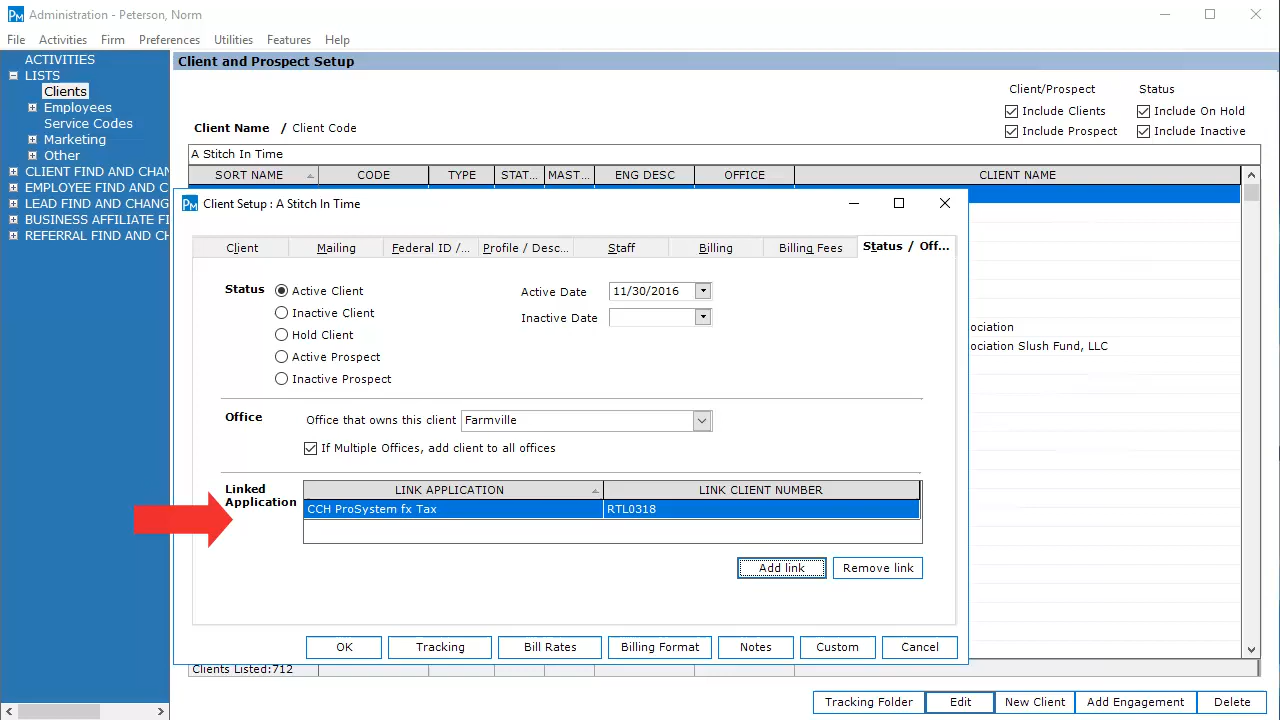 PM Administration - Peterson, Norm
File Activities Firm Preferences Utilities Features Help
ACTIVITIES
LISTS
Clients
Employees
Service Codes
Marketing
Other
CLIENT FIND AND CHAN
EMPLOYEE FIND AND C
LEAD FIND AND CHANG
BUSINESS AFFILIATE FI
REFERRAL FIND AND CH
Client and Prospect Setup
Client/Prospect Status
Include Clients Include On Hold
Client Name / Client Code
Include Prospect Include Inactive
A Stitch In Time
SORT NAME CODE TYPE STAT... MAST... ENG DESC OFFICE CLIENT NAME
PM Client Setup : A Stitch In Time
Client Mailing Federal ID /... Profile / Desc... Staff Billing Billing Fees Status / Off...
Status Active Client Active Date 11/30/2016
Inactive Client Inactive Date
Hold Client
Active Prospect
Inactive Prospect
ociation
ociation Slush Fund, LLC
Office Office that owns this client Farmville
If Multiple Offices, add client to all offices
Linked Application
LINK APPLICATION LINK CLIENT NUMBER
CCH ProSystem fx Tax RTL0318
Add link Remove link
OK Tracking Bill Rates Billing Format Notes Custom Cancel
Clients Listed:712
Tracking Folder Edit New Client Add Engagement Delete